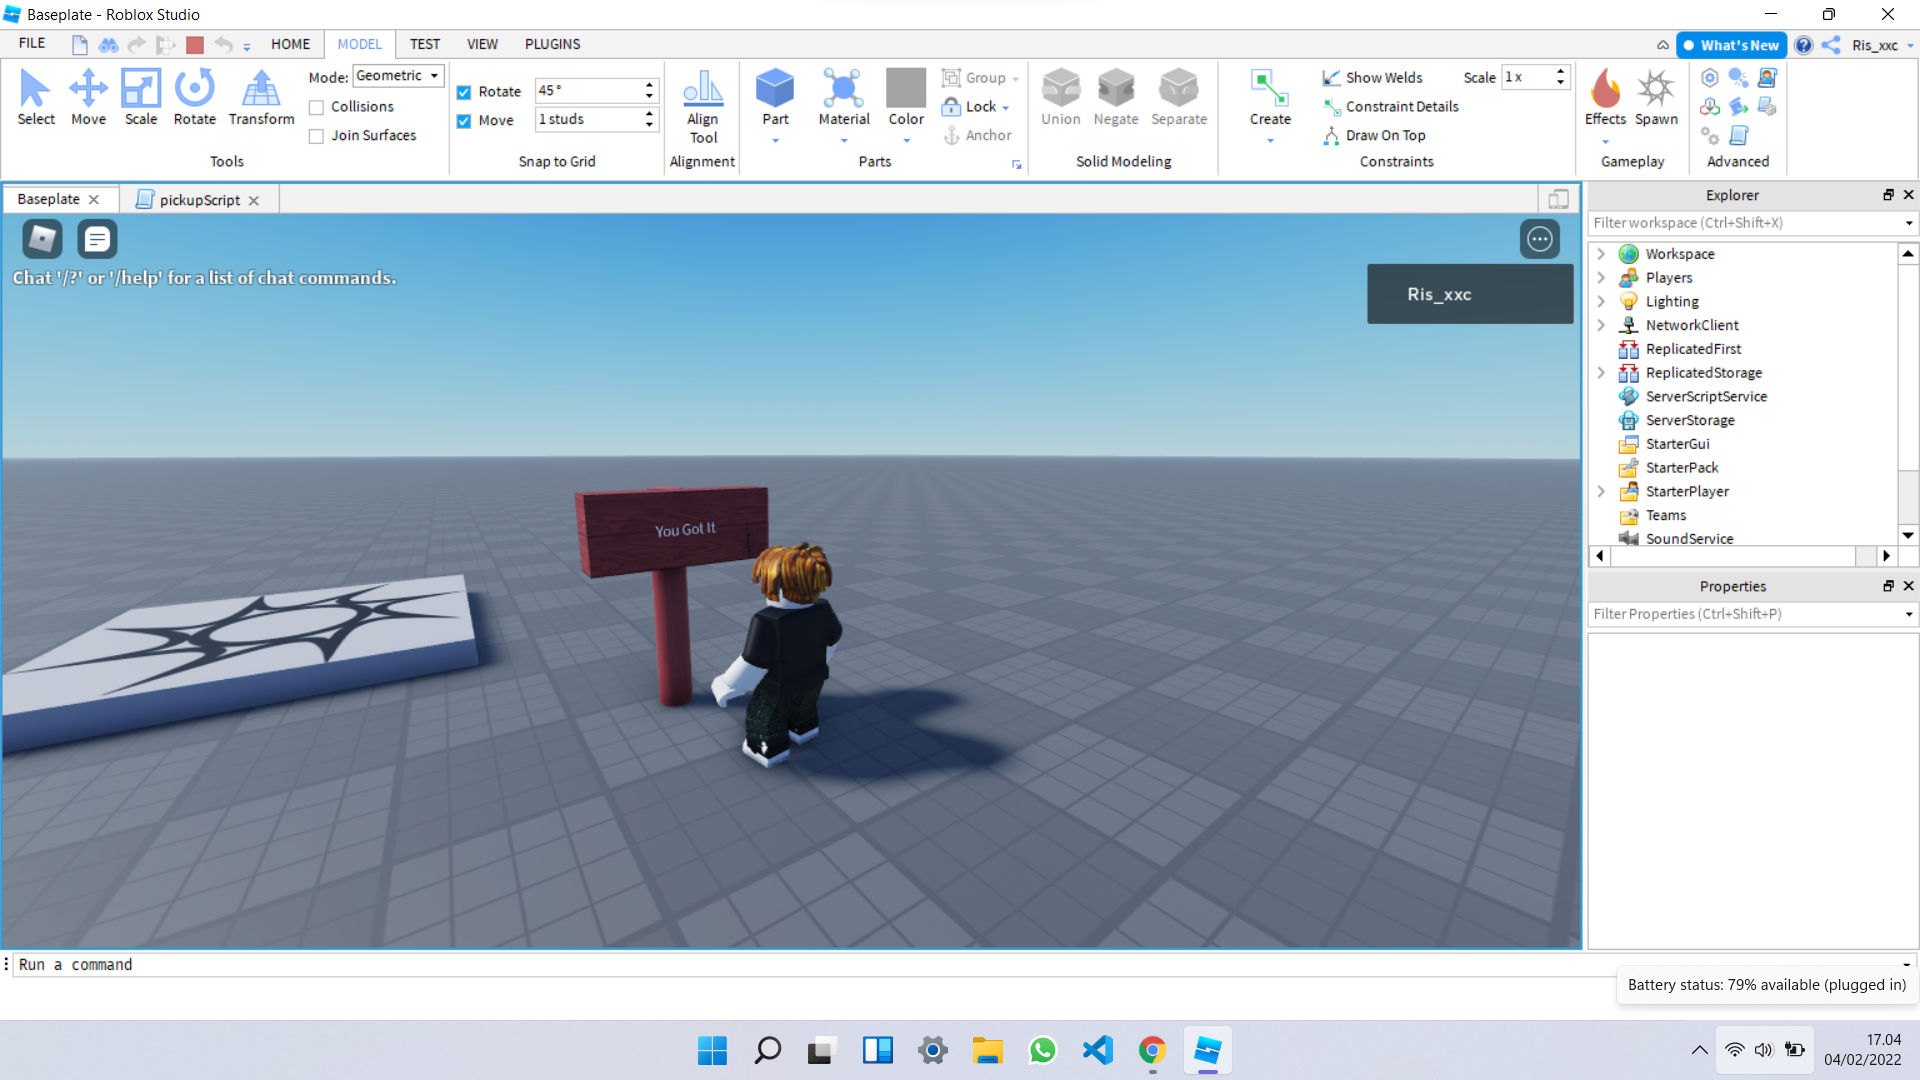 Baseplate - Roblox Studio
FILE HOME MODEL TEST VIEW PLUGINS What's New Ris_xxc
Select Move Scale Rotate Transform
Mode: Geometric
Collisions
Join Surfaces
Tools
Rotate 45°
Move 1 studs
Snap to Grid
Align Tool
Alignment
Part Material Color
Group
Lock
Anchor
Parts
Union Negate Separate
Solid Modeling
Create
Show Welds Scale 1 x
Constraint Details
Draw On Top
Constraints
Effects Spawn
Gameplay
Advanced
Baseplate pickupScript
Chat '/?' or '/help' for a list of chat commands.
Ris_xxc
You Got It
Explorer
Filter workspace (Ctrl+Shift+X)
Workspace
Players
Lighting
NetworkClient
ReplicatedFirst
ReplicatedStorage
ServerScriptService
ServerStorage
StarterGui
StarterPack
StarterPlayer
Teams
SoundService
Properties
Filter Properties (Ctrl+Shift+P)
Run a command
Battery status: 79% available (plugged in)
17.04
04/02/2022